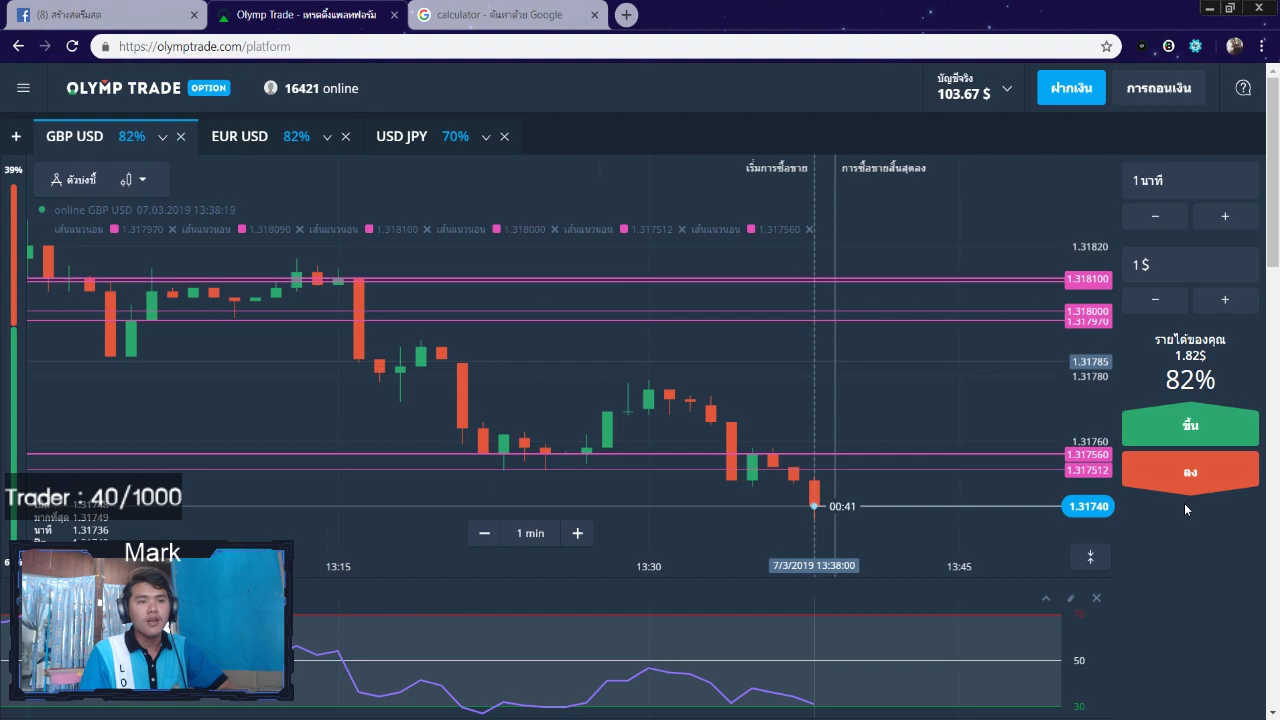 (8) สร้างสตรีมสด
Olymp Trade - เทรดดิ้งแพลทฟอร์ม
calculator - ค้นหาด้วย Google
https://olymptrade.com/platform
OLYMP TRADE OPTION
16421 online
บัญชีจริง
103.67 $
ฝากเงิน
การถอนเงิน
GBP USD 82%
EUR USD 82%
USD JPY 70%
39%
ตัวบ่งชี้
เริ่มการซื้อขาย
การซื้อขายสิ้นสุดลง
online GBP USD 07.03.2019 13:38:19
เส้นแนวนอน 1.317970 เส้นแนวนอน 1.318090 เส้นแนวนอน 1.318100 เส้นแนวนอน 1.318000 เส้นแนวนอน 1.317512 เส้นแนวนอน 1.317560
1.31820
1.318100
1.318000
1.317970
1.31785
1.31780
1.31760
1.317560
1.317512
1.31740
00:41
1 นาที
1 $
รายได้ของคุณ
1.82$
82%
ขึ้น
ลง
Trader : 40/1000
มากที่สุด 1.31749
นาที 1.31736
Mark
1 min
13:15
13:30
7/3/2019 13:38:00
13:45
70
50
30